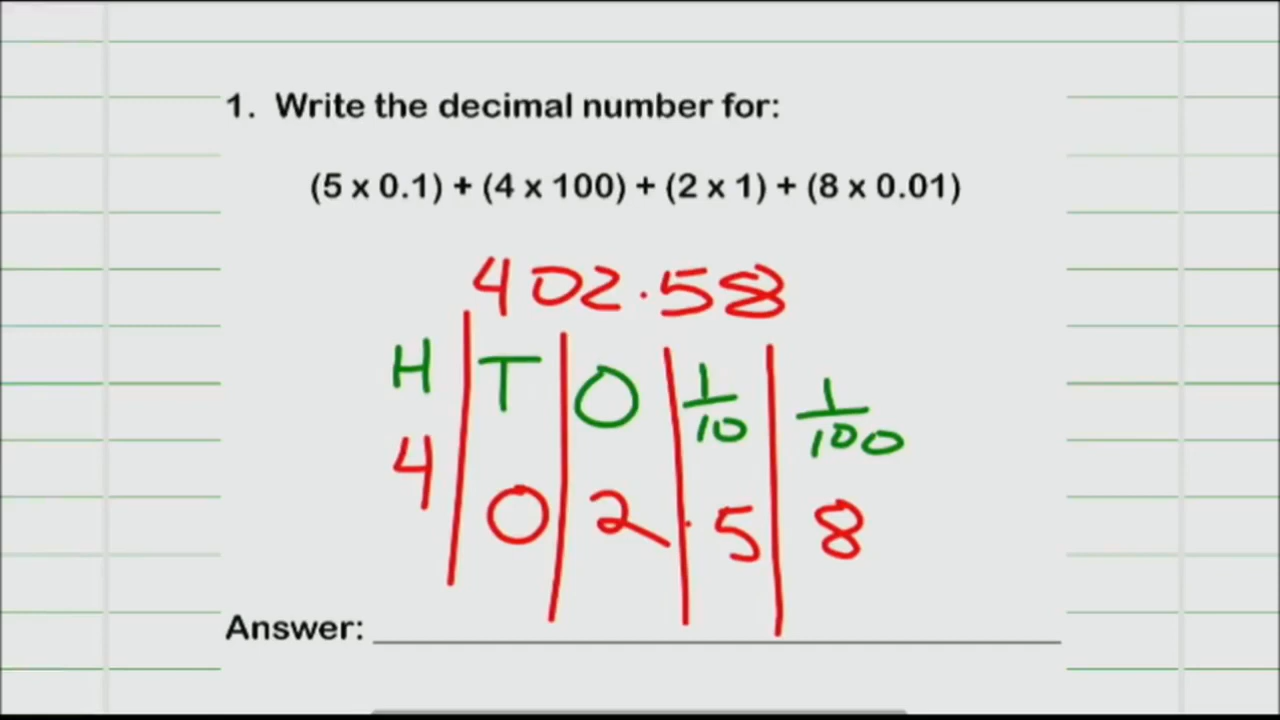 1. Write the decimal number for:
(5 x 0.1) + (4 x 100) + (2 x 1) + (8 x 0.01)
402.58
H T O 1/10 1/100
4 0 2 . 5 8
Answer: